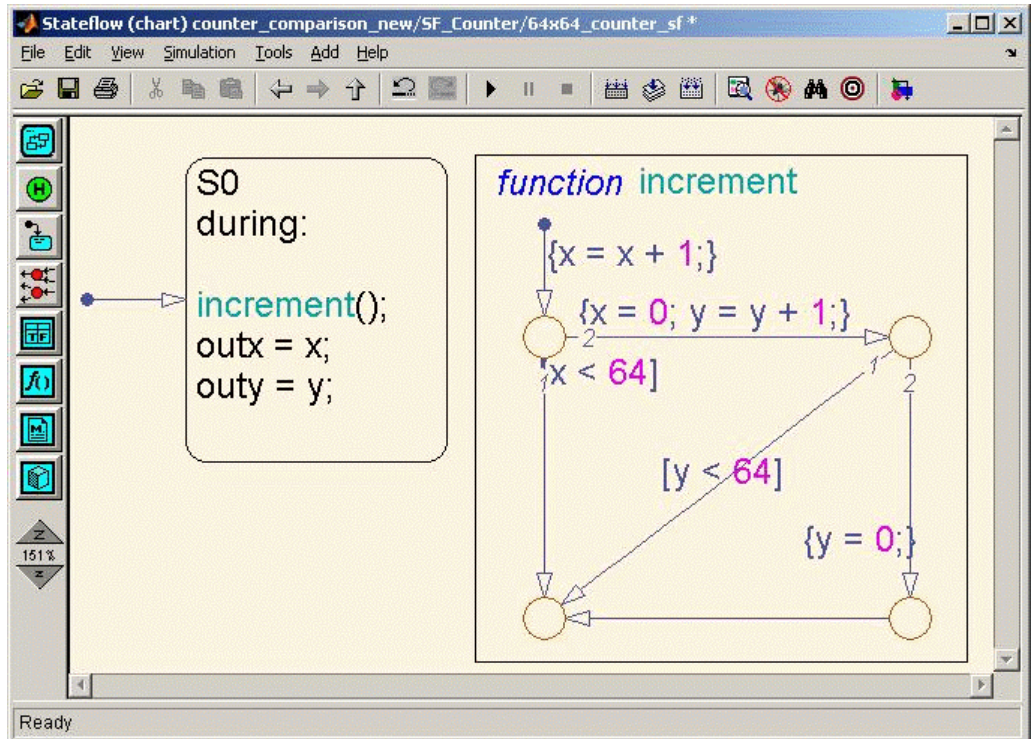 Stateflow (chart) counter_comparison_new/SF_Counter/64x64_counter_sf *
File Edit View Simulation Tools Add Help
S0
during:
increment();
outx = x;
outy = y;
function increment
{x = x + 1;}
{x = 0; y = y + 1;}
2
1
x < 64]
1
2
[y < 64]
{y = 0;}
H
TF
f()
M
Z
151%
Z
Ready